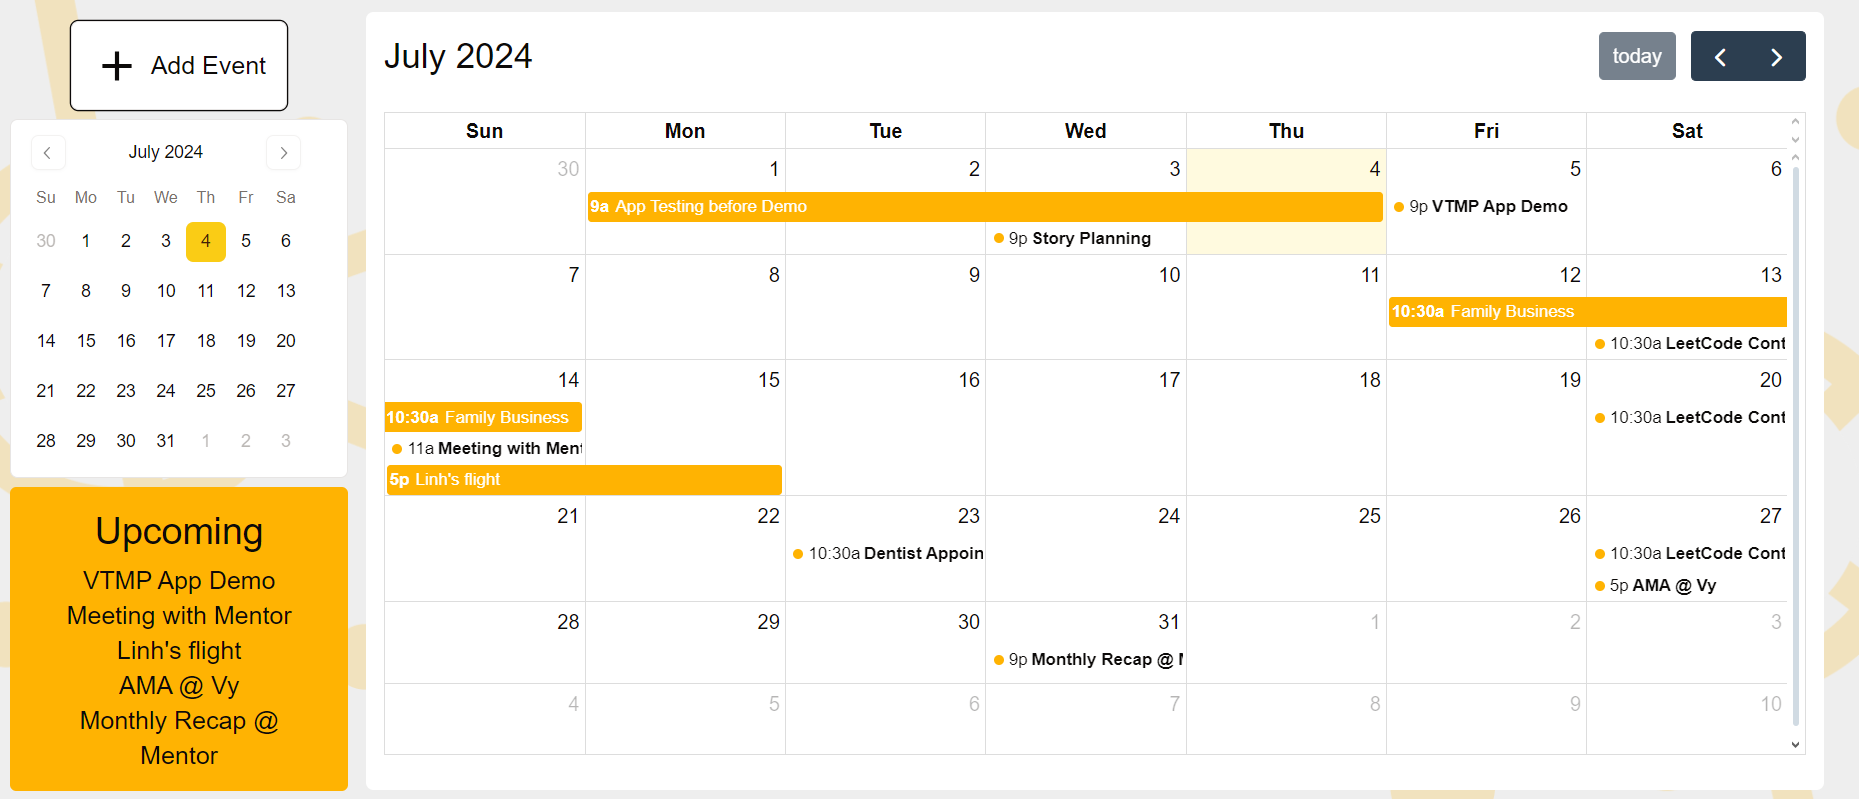 Add Event
July 2024
Su Mo Tu We Th Fr Sa
30 1 2 3 4 5 6
7 8 9 10 11 12 13
14 15 16 17 18 19 20
21 22 23 24 25 26 27
28 29 30 31 1 2 3
Upcoming
VTMP App Demo
Meeting with Mentor
Linh's flight
AMA @ Vy
Monthly Recap @
Mentor
July 2024
today
Sun Mon Tue Wed Thu Fri Sat
30 1 2 3 4 5 6
9a App Testing before Demo
9p VTMP App Demo
9p Story Planning
7 8 9 10 11 12 13
10:30a Family Business
10:30a LeetCode Cont
14 15 16 17 18 19 20
10:30a Family Business
10:30a LeetCode Cont
11a Meeting with Ment
5p Linh's flight
21 22 23 24 25 26 27
10:30a Dentist Appoin
10:30a LeetCode Cont
5p AMA @ Vy
28 29 30 31 1 2 3
9p Monthly Recap @
4 5 6 7 8 9 10